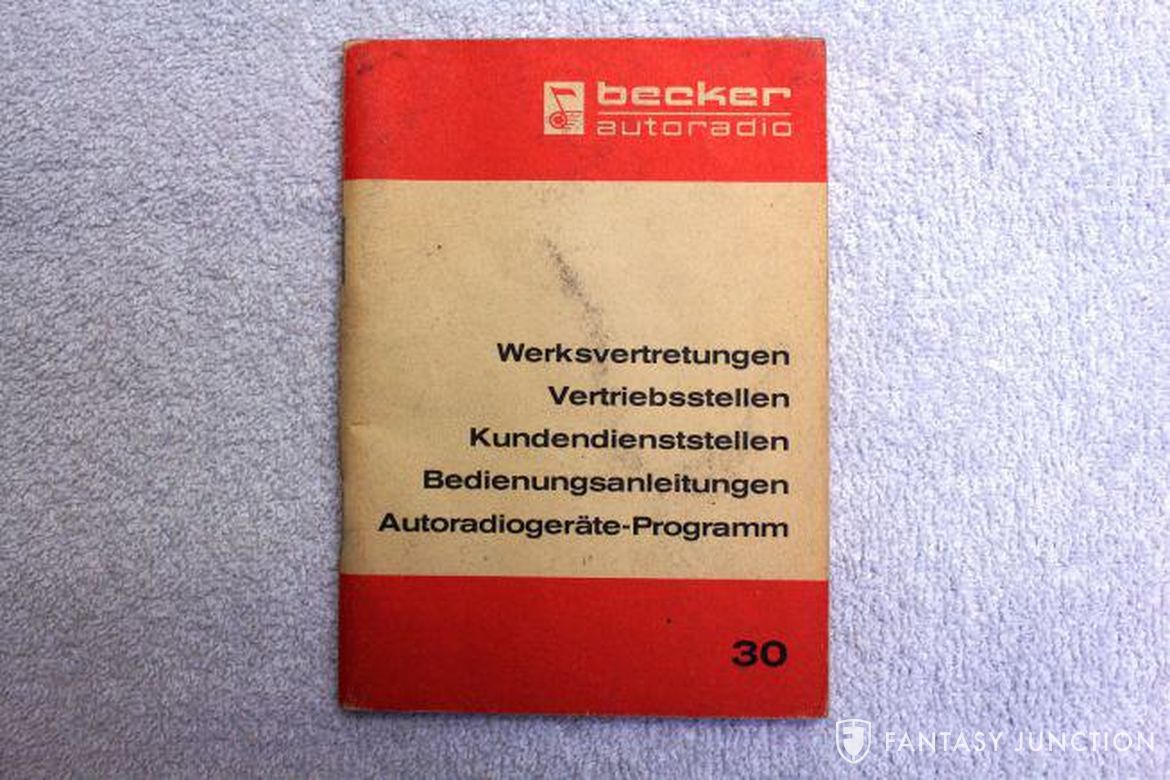 becker
autoradio
Werksvertretungen
Vertriebsstellen
Kundendienststellen
Bedienungsanleitungen
Autoradiogeräte-Programm
30
FANTASY JUNCTION